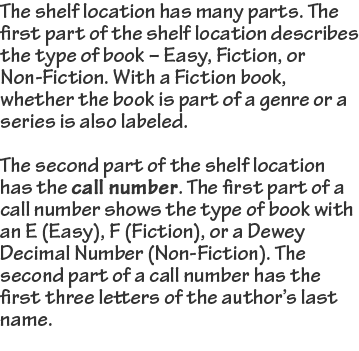 The shelf location has many parts. The
first part of the shelf location describes
the type of book – Easy, Fiction, or
Non-Fiction. With a Fiction book,
whether the book is part of a genre or a
series is also labeled.

The second part of the shelf location
has the call number. The first part of a
call number shows the type of book with
an E (Easy), F (Fiction), or a Dewey
Decimal Number (Non-Fiction). The
second part of a call number has the
first three letters of the author's last
name.